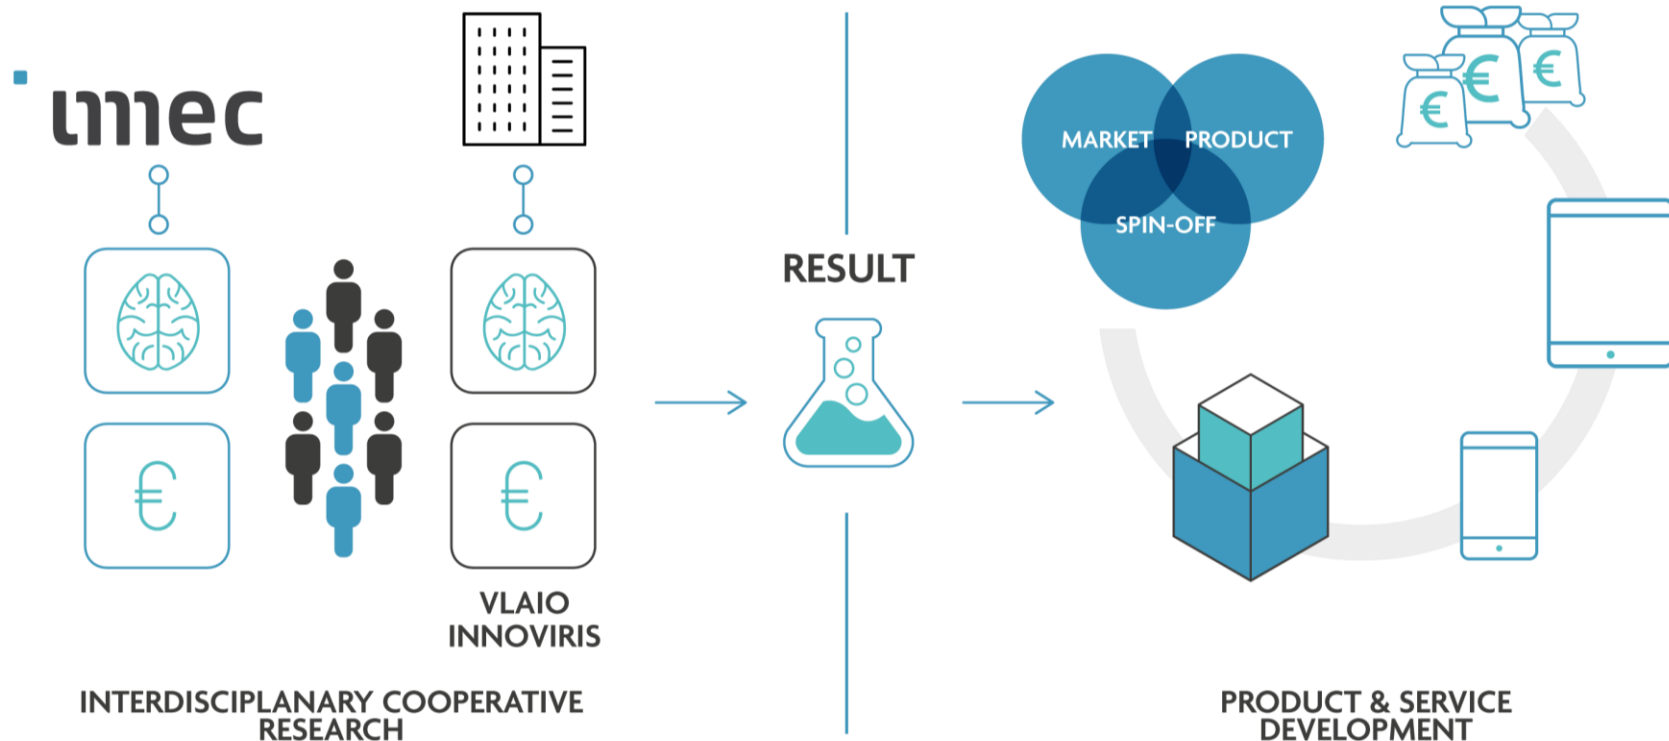 imec
€
€
VLAIO
INNOVIRIS
INTERDISCIPLANARY COOPERATIVE
RESEARCH
RESULT
MARKET
PRODUCT
SPIN-OFF
€
€
€
PRODUCT & SERVICE
DEVELOPMENT